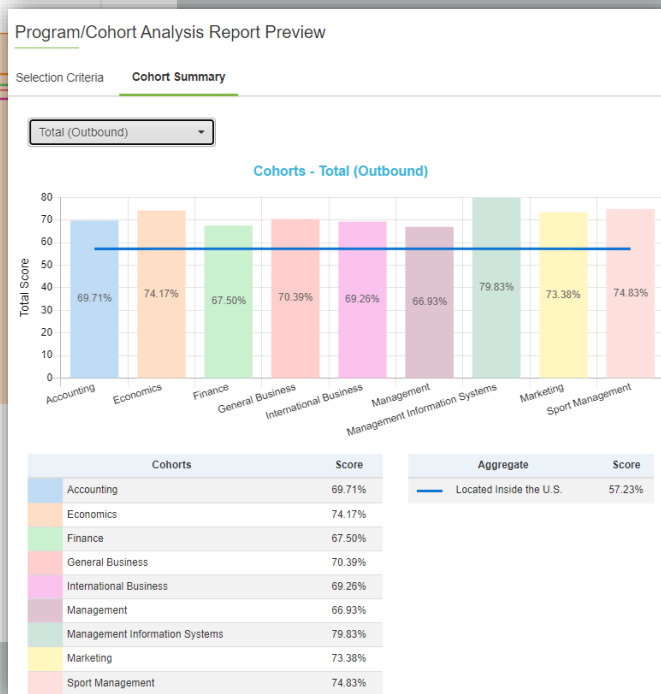 Program/Cohort Analysis Report Preview
Selection Criteria Cohort Summary
Total (Outbound)
Cohorts - Total (Outbound)
Total Score
80
70
60
50
40
30
20
10
0
69.71% 74.17% 67.50% 70.39% 69.26% 66.93% 79.83% 73.38% 74.83%
Accounting Economics Finance General Business International Business Management Management Information Systems Marketing Sport Management
Cohorts Score
Accounting 69.71%
Economics 74.17%
Finance 67.50%
General Business 70.39%
International Business 69.26%
Management 66.93%
Management Information Systems 79.83%
Marketing 73.38%
Sport Management 74.83%
Aggregate Score
Located Inside the U.S. 57.23%